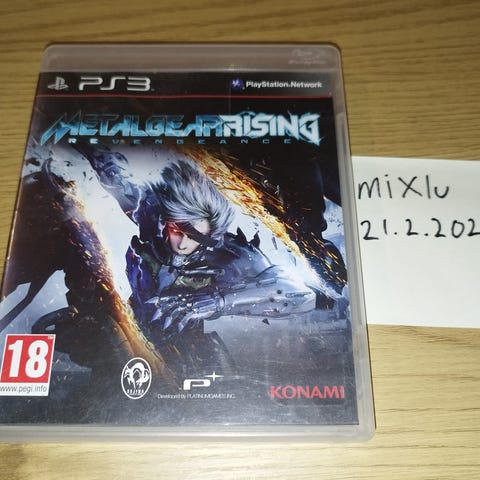 PS3
PlayStation®Network
METAL GEAR RISING
REVENGEANCE
mixlu
21.2.202
18
www.pegi.info
P+
Developed by PLATINUMGAMES INC.
KONAMI